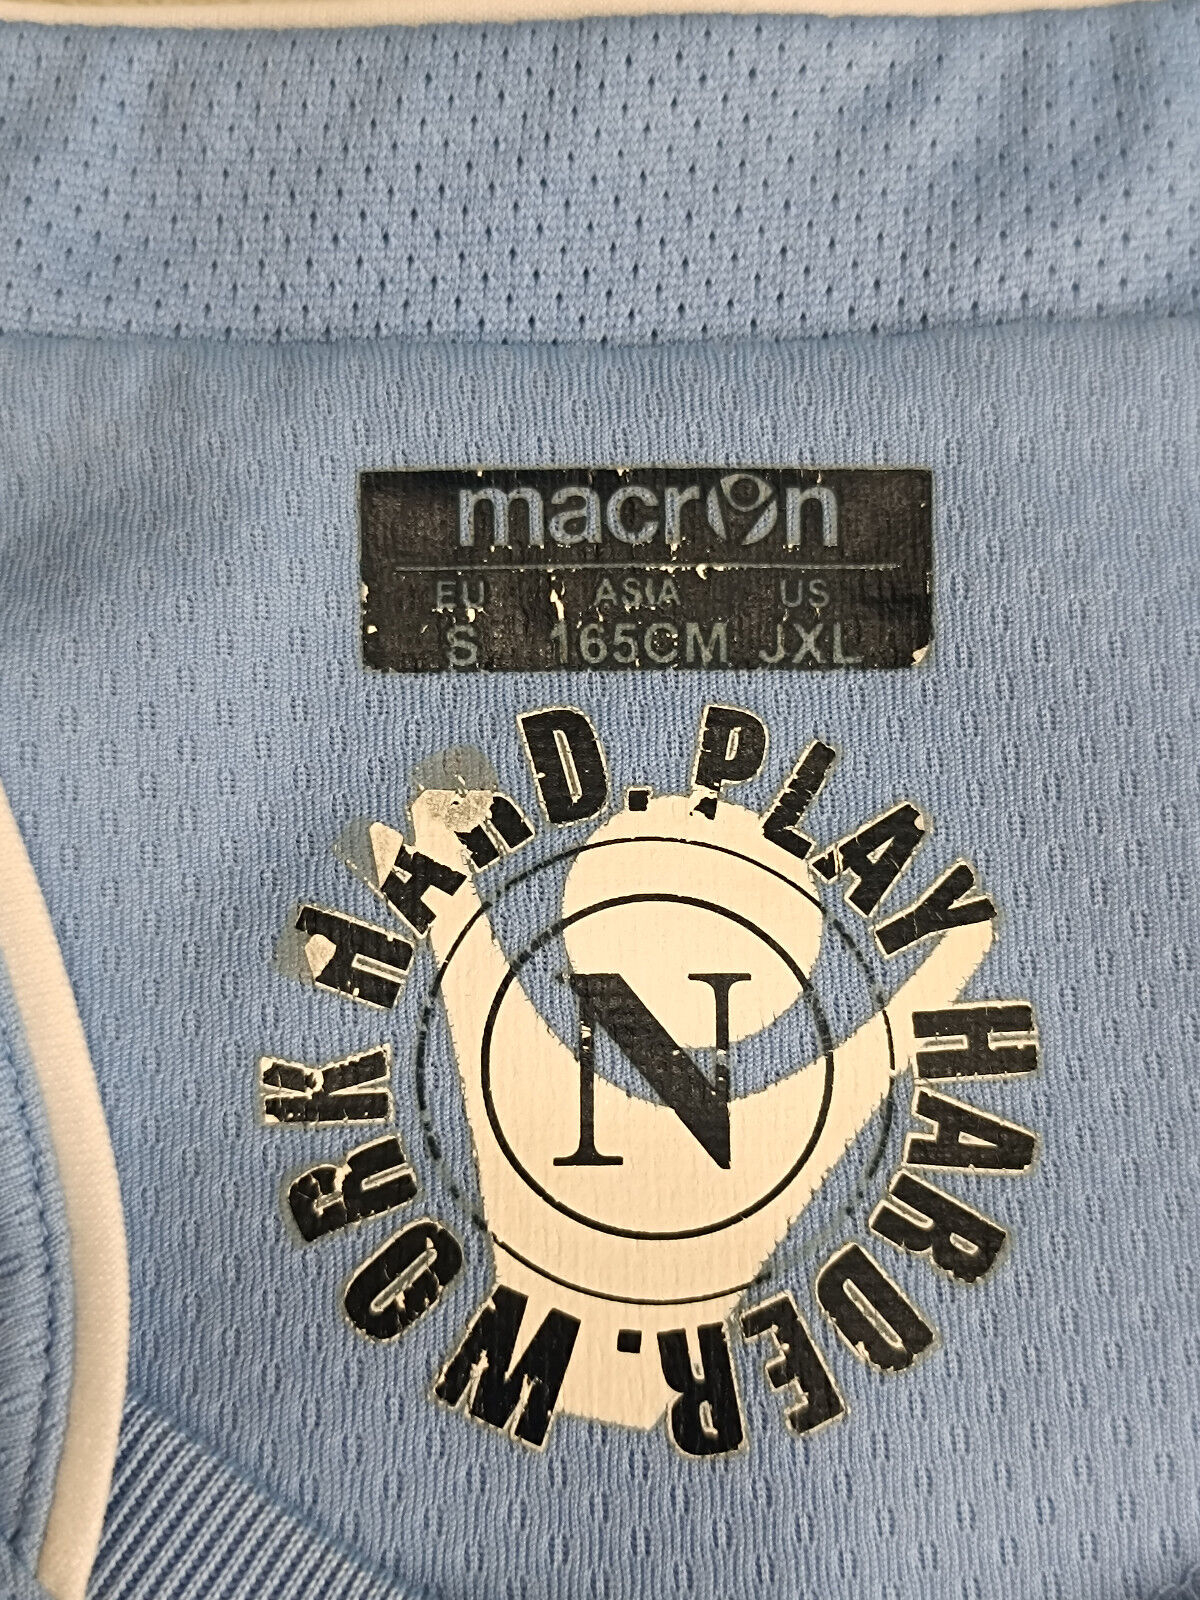 macron
EU ASIA US
S 165CM JXL
WORK HARD. PLAY HARDER.
N